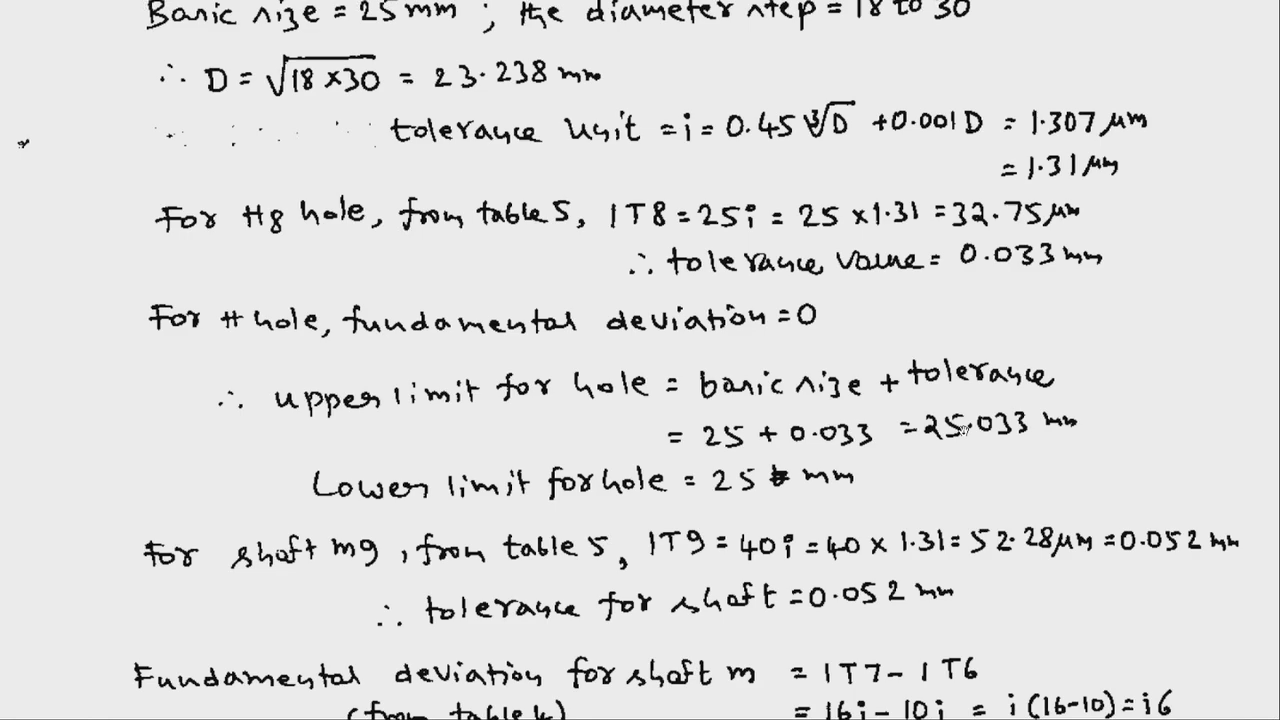 Basic size = 25 mm ; the diameter step = 18 to 30
∴ D = √18 × 30 = 23.238 mm
tolerance unit = i = 0.45 ∛D + 0.001 D = 1.307 μm
= 1.31 μm
For H8 hole, from table 5, IT8 = 25i = 25 × 1.31 = 32.75 μm
∴ tolerance value = 0.033 mm
For H hole, fundamental deviation = 0
∴ upper limit for hole = basic size + tolerance
= 25 + 0.033 = 25.033 mm
Lower limit for hole = 25 mm
For shaft m9, from table 5, IT9 = 40i = 40 × 1.31 = 52.28 μm = 0.052 mm
∴ tolerance for shaft = 0.052 mm
Fundamental deviation for shaft m = IT7 - IT6
(from table 4) = 16i - 10i = i(16-10) = i6